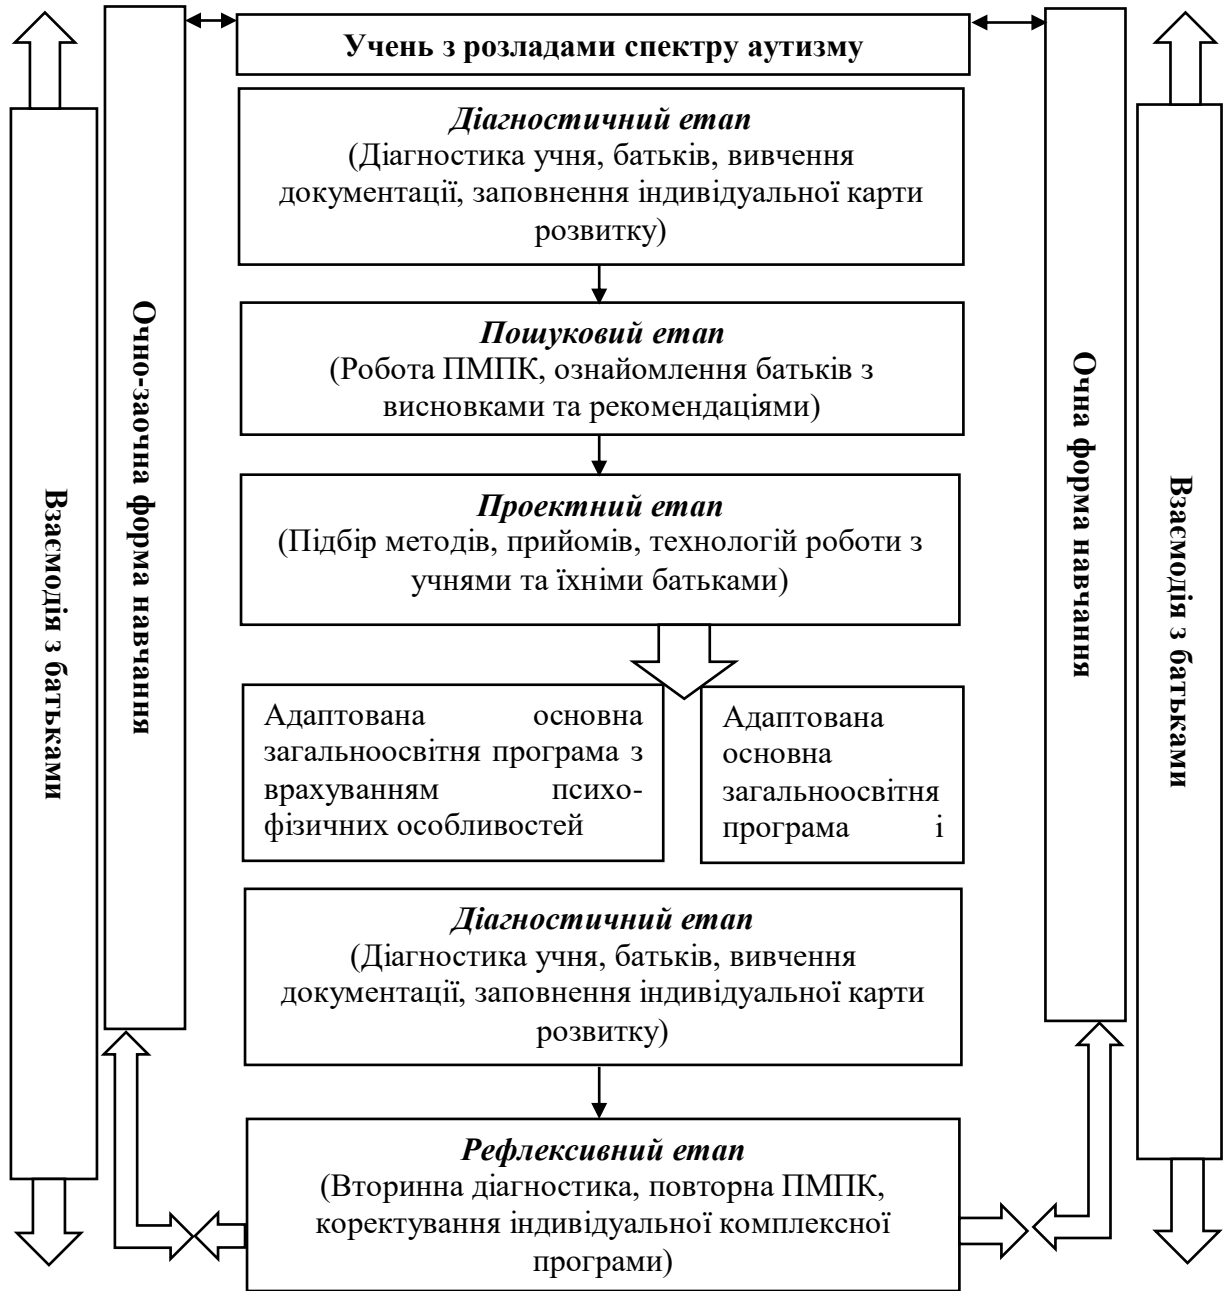 Учень з розладами спектру аутизму
Діагностичний етап
(Діагностика учня, батьків, вивчення
документації, заповнення індивідуальної карти
розвитку)
Пошуковий етап
(Робота ПМПК, ознайомлення батьків з
висновками та рекомендаціями)
Проектний етап
(Підбір методів, прийомів, технологій роботи з
учнями та їхніми батьками)
Адаптована основна
загальноосвітня програма з
врахуванням психо-
фізичних особливостей
Адаптована
основна
загальноосвітня
програма і
Діагностичний етап
(Діагностика учня, батьків, вивчення
документації, заповнення індивідуальної карти
розвитку)
Рефлексивний етап
(Вторинна діагностика, повторна ПМПК,
коректування індивідуальної комплексної
програми)
Взаємодія з батьками
Очно-заочна форма навчання
Очна форма навчання
Взаємодія з батьками